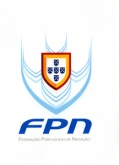 FPN
FEDERAÇÃO PORTUGUESA DE NATAÇÃO